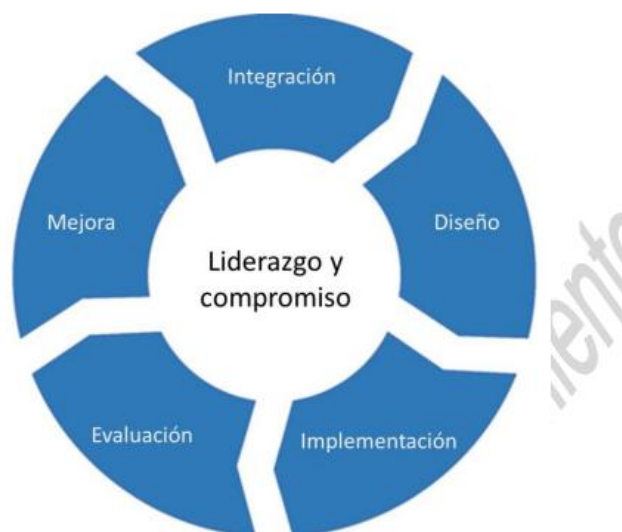 Integración
Diseño
Implementación
Evaluación
Mejora
Liderazgo y
compromiso